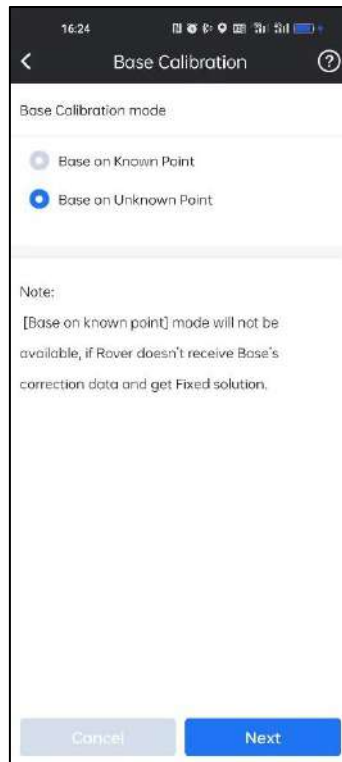 16:24
Base Calibration
Base Calibration mode
Base on Known Point
Base on Unknown Point
Note:
[Base on known point] mode will not be
available, if Rover doesn't receive Base's
correction data and get Fixed solution.
Cancel
Next